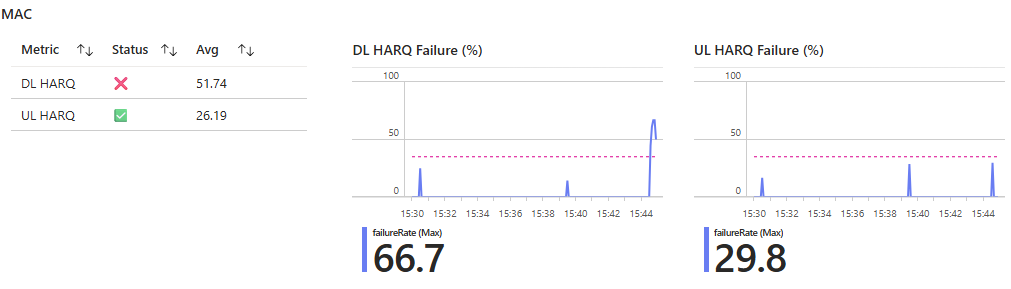 MAC
Metric ↑↓ Status ↑↓ Avg ↑↓
DL HARQ ❌ 51.74
UL HARQ ✅ 26.19
DL HARQ Failure (%)
100
50
0
15:30 15:32 15:34 15:36 15:38 15:40 15:42 15:44
failureRate (Max)
66.7
UL HARQ Failure (%)
100
50
0
15:30 15:32 15:34 15:36 15:38 15:40 15:42 15:44
failureRate (Max)
29.8